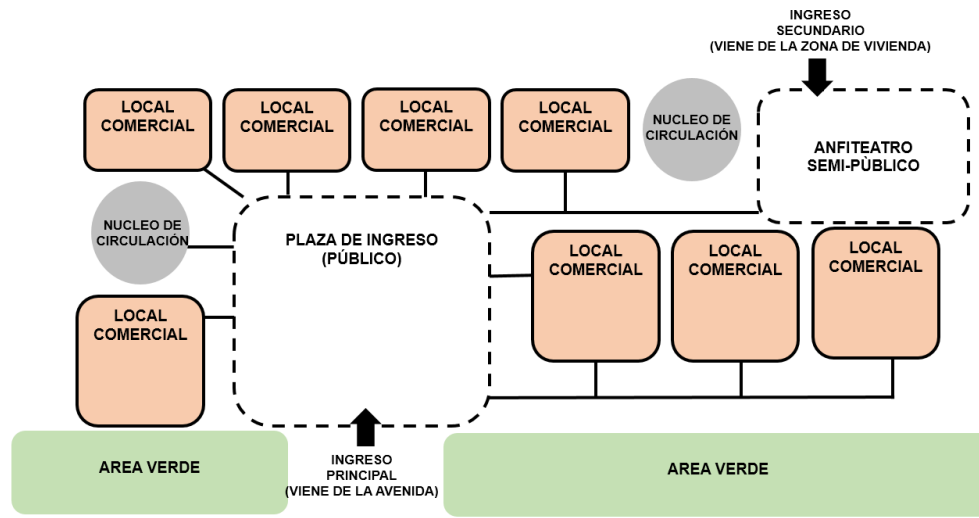 INGRESO
SECUNDARIO
(VIENE DE LA ZONA DE VIVIENDA)
LOCAL
COMERCIAL
LOCAL
COMERCIAL
LOCAL
COMERCIAL
LOCAL
COMERCIAL
NUCLEO DE
CIRCULACIÓN
ANFITEATRO
SEMI-PÙBLICO
NUCLEO DE
CIRCULACIÓN
PLAZA DE INGRESO
(PÚBLICO)
LOCAL
COMERCIAL
LOCAL
COMERCIAL
LOCAL
COMERCIAL
LOCAL
COMERCIAL
AREA VERDE
INGRESO
PRINCIPAL
(VIENE DE LA AVENIDA)
AREA VERDE